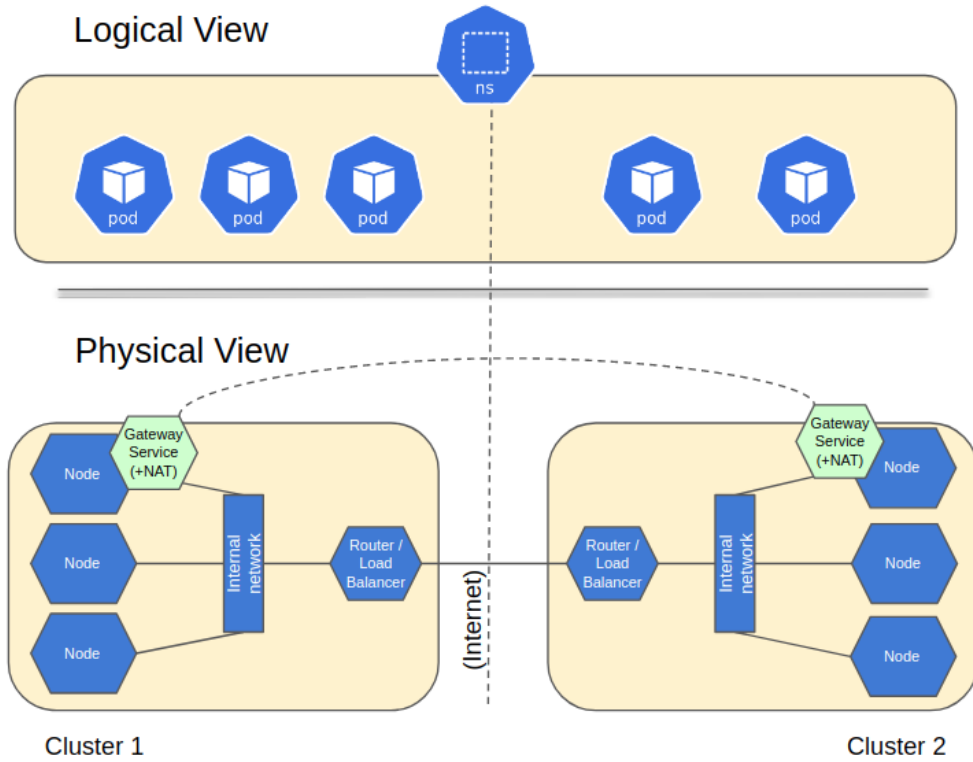 Logical View
ns
pod
pod
pod
pod
pod
Physical View
Gateway
Service
(+NAT)
Node
Node
Node
Internal
network
Router /
Load
Balancer
(Internet)
Router /
Load
Balancer
Internal
network
Gateway
Service
(+NAT)
Node
Node
Node
Cluster 1
Cluster 2